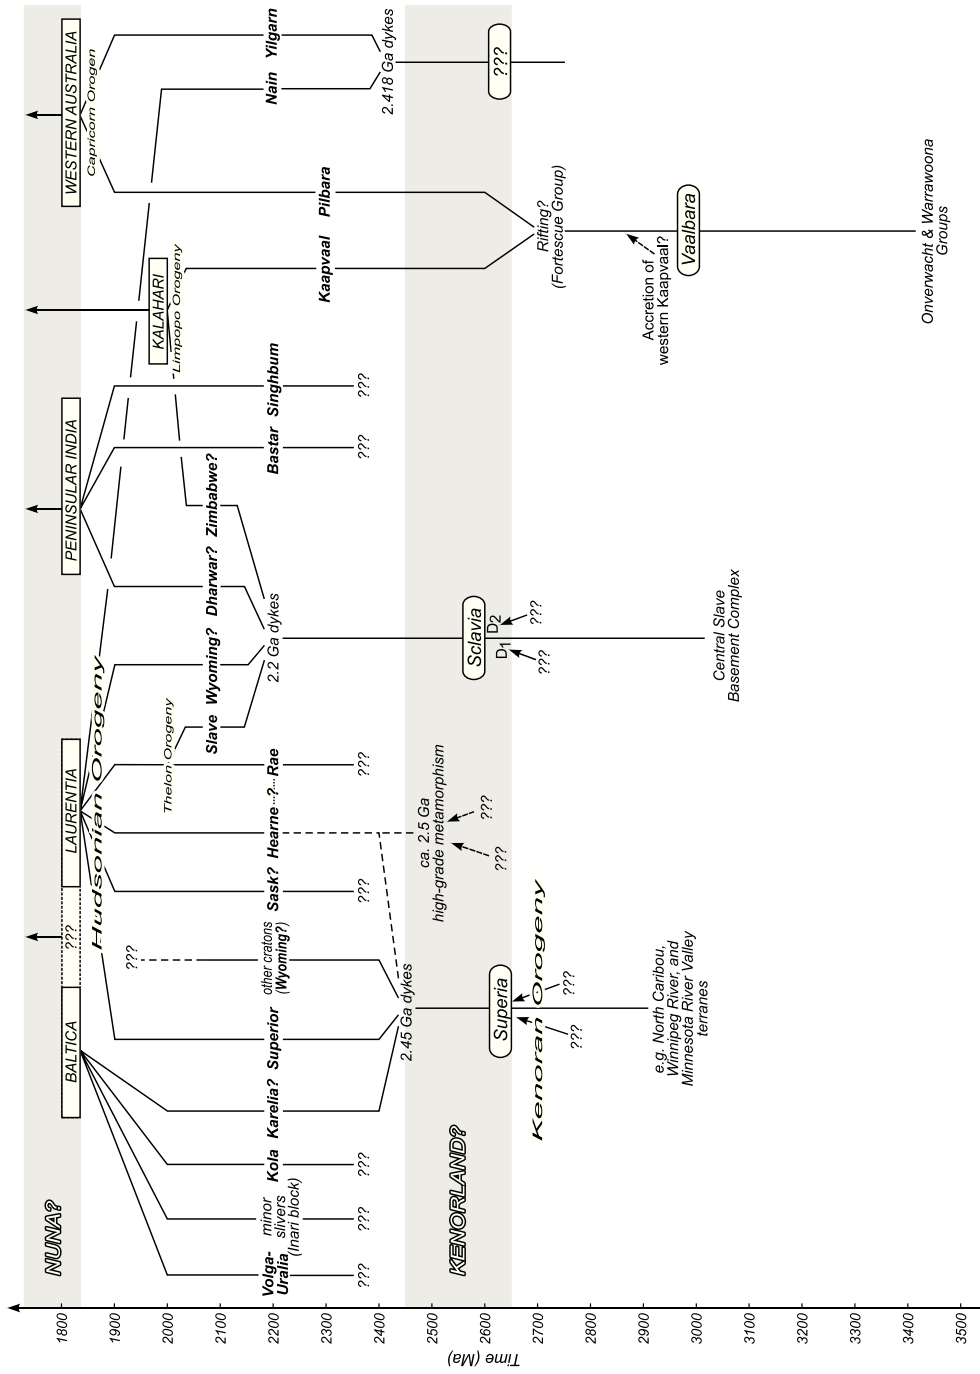 NUNA?
BALTICA
???
LAURENTIA
PENINSULAR INDIA
KALAHARI
WESTERN AUSTRALIA
Capricorn Orogen
Hudsonian Orogeny
Thelon Orogeny
Limpopo Orogeny
???
Volga-
Uralia
minor
slivers
(Inari block)
Kola
Karelia?
Superior
other cratons
(Wyoming?)
Sask?
Hearne
···?···
Rae
Slave
Wyoming?
Dharwar?
Zimbabwe?
Bastar
Singhbum
Kaapvaal
Pilbara
Nain
Yilgarn
???
???
???
???
???
???
???
2.45 Ga dykes
2.2 Ga dykes
2.418 Ga dykes
KENORLAND?
ca. 2.5 Ga
high-grade metamorphism
???
???
Superia
Sclavia
???
D1
D2
???
???
Kenoran Orogeny
???
???
Rifting?
(Fortescue Group)
Accretion of
western Kaapvaal?
Vaalbara
e.g. North Caribou,
Winnipeg River, and
Minnesota River Valley
terranes
Central Slave
Basement Complex
Onverwacht & Warrawoona
Groups
1800
1900
2000
2100
2200
2300
2400
2500
2600
2700
2800
2900
3000
3100
3200
3300
3400
3500
Time (Ma)